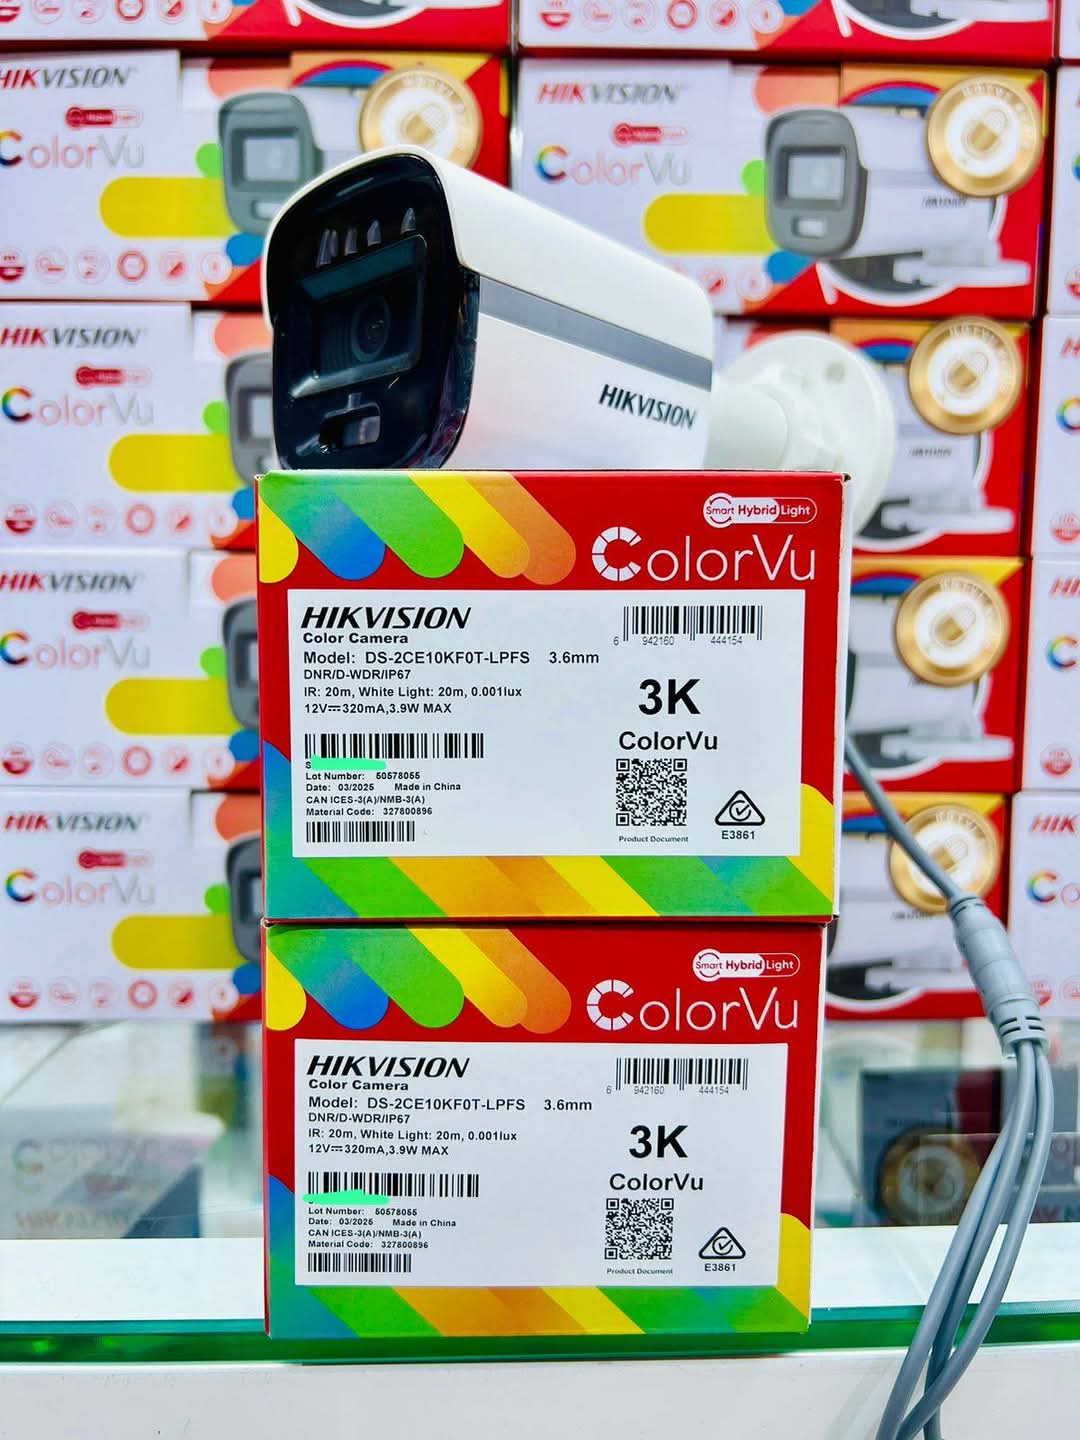 HIKVISION
ColorVu
HIKVISION
ColorVu
HIKVISION
ColorVu
HIKVISION
ColorVu
HIKVISION
ColorVu
HIKVISION
Smart Hybrid Light
ColorVu
HIKVISION
Color Camera
Model: DS-2CE10KF0T-LPFS 3.6mm
DNR/D-WDR/IP67
IR: 20m, White Light: 20m, 0.001lux
12V⎓320mA,3.9W MAX
6 942160 444154
3K
ColorVu
Lot Number: 50578055
Date: 03/2025 Made in China
CAN ICES-3(A)/NMB-3(A)
Material Code: 327800896
Product Document
E3861
Smart Hybrid Light
ColorVu
HIKVISION
Color Camera
Model: DS-2CE10KF0T-LPFS 3.6mm
DNR/D-WDR/IP67
IR: 20m, White Light: 20m, 0.001lux
12V⎓320mA,3.9W MAX
6 942160 444154
3K
ColorVu
Lot Number: 50578055
Date: 03/2025 Made in China
CAN ICES-3(A)/NMB-3(A)
Material Code: 327800896
Product Document
E3861